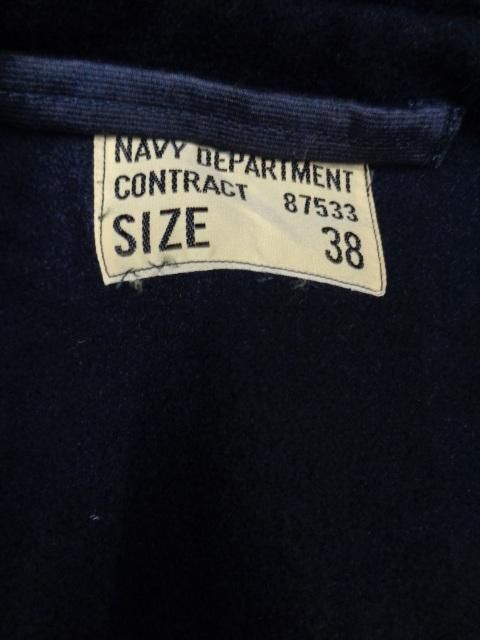 NAVY DEPARTMENT
CONTRACT 87533
SIZE 38